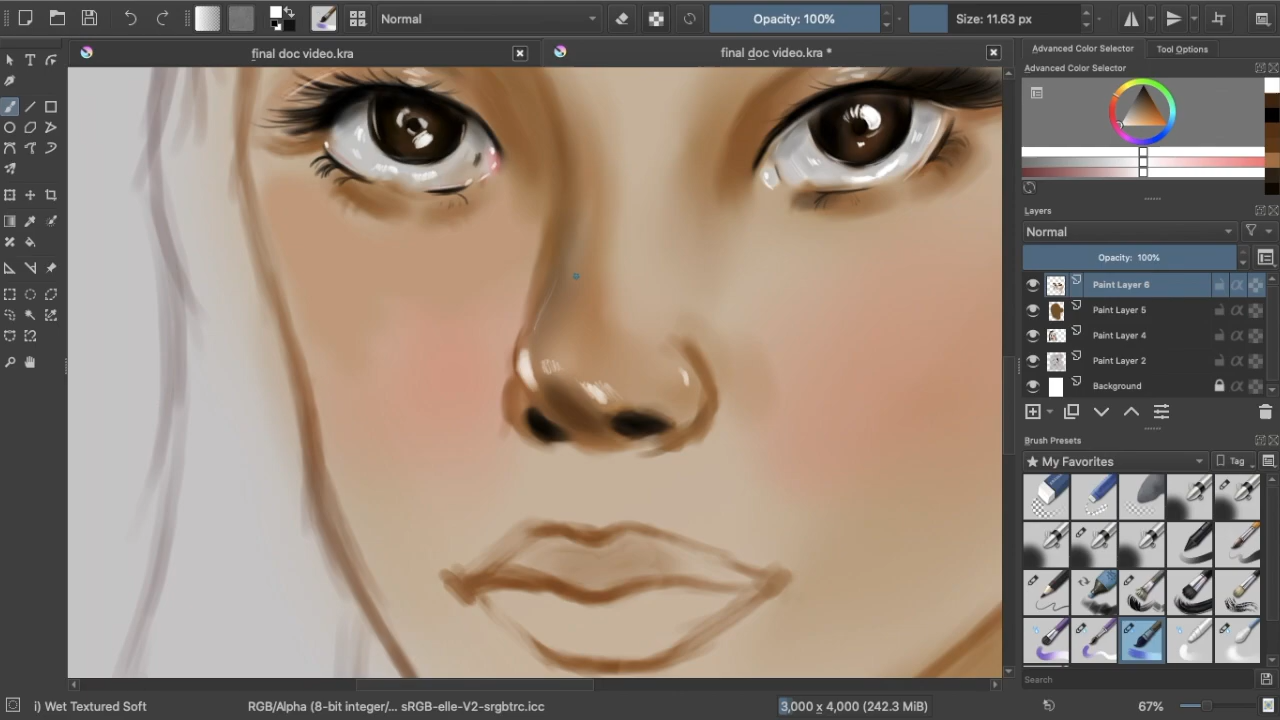 Normal
Opacity: 100%
Size: 11.63 px
final doc video.kra
final doc video.kra *
Advanced Color Selector
Tool Options
Advanced Color Selector
Layers
Normal
Opacity: 100%
Paint Layer 6
Paint Layer 5
Paint Layer 4
Paint Layer 2
Background
Brush Presets
My Favorites
Tag
Search
i) Wet Textured Soft
RGB/Alpha (8-bit integer/... sRGB-elle-V2-srgbtrc.icc
3,000 x 4,000 (242.3 MiB)
67%